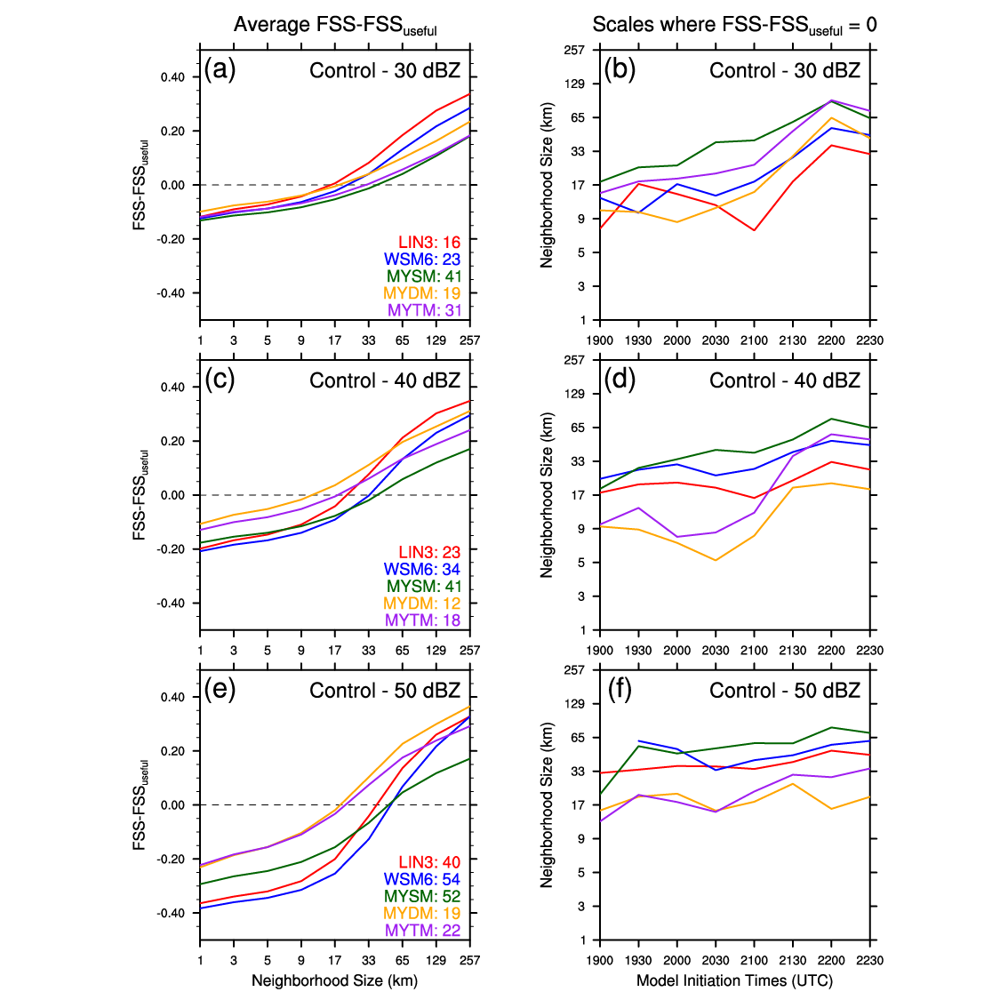 Average FSS-FSSuseful
Scales where FSS-FSSuseful = 0
(a) Control - 30 dBZ
0.40
0.20
0.00
-0.20
-0.40
FSS-FSSuseful
LIN3: 16
WSM6: 23
MYSM: 41
MYDM: 19
MYTM: 31
1 3 5 9 17 33 65 129 257
(b) Control - 30 dBZ
257
129
65
33
17
9
5
3
1
Neighborhood Size (km)
1900 1930 2000 2030 2100 2130 2200 2230
(c) Control - 40 dBZ
0.40
0.20
0.00
-0.20
-0.40
FSS-FSSuseful
LIN3: 23
WSM6: 34
MYSM: 41
MYDM: 12
MYTM: 18
1 3 5 9 17 33 65 129 257
(d) Control - 40 dBZ
257
129
65
33
17
9
5
3
1
Neighborhood Size (km)
1900 1930 2000 2030 2100 2130 2200 2230
(e) Control - 50 dBZ
0.40
0.20
0.00
-0.20
-0.40
FSS-FSSuseful
LIN3: 40
WSM6: 54
MYSM: 52
MYDM: 19
MYTM: 22
1 3 5 9 17 33 65 129 257
Neighborhood Size (km)
(f) Control - 50 dBZ
257
129
65
33
17
9
5
3
1
Neighborhood Size (km)
1900 1930 2000 2030 2100 2130 2200 2230
Model Initiation Times (UTC)